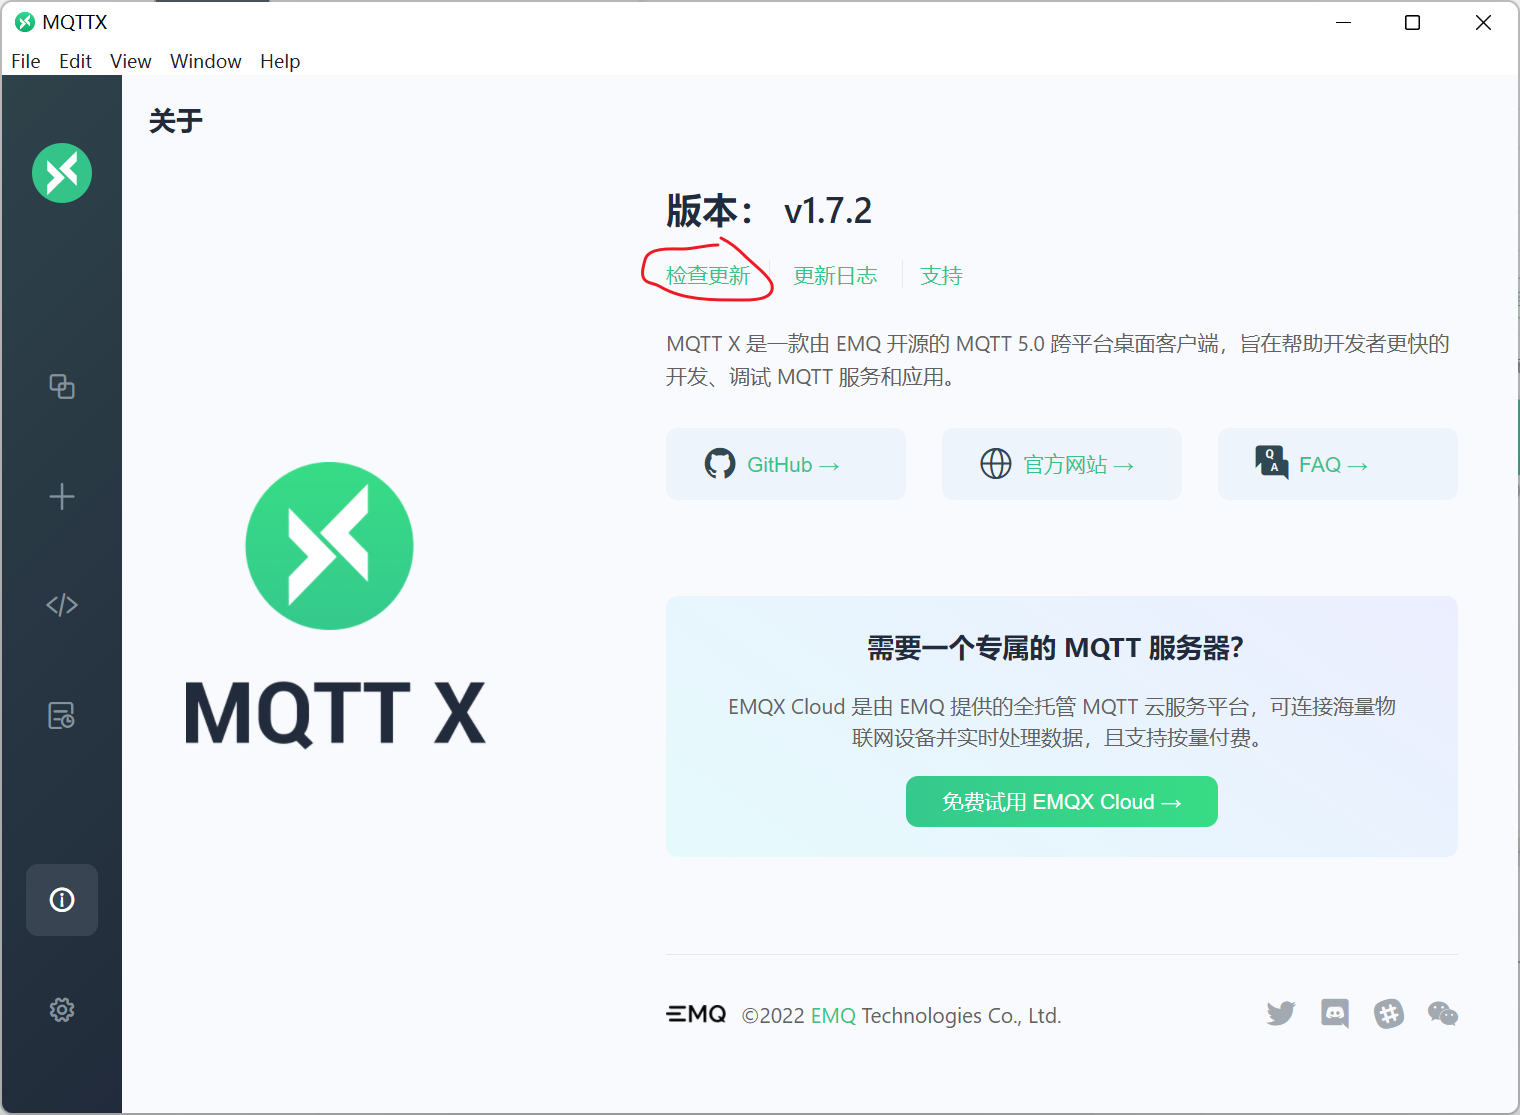 MQTTX
File Edit View Window Help
关于
版本： v1.7.2
检查更新 更新日志 支持
MQTT X 是一款由 EMQ 开源的 MQTT 5.0 跨平台桌面客户端，旨在帮助开发者更快的
开发、调试 MQTT 服务和应用。
GitHub → 官方网站 → Q A FAQ →
MQTT X
需要一个专属的 MQTT 服务器？
EMQX Cloud 是由 EMQ 提供的全托管 MQTT 云服务平台，可连接海量物
联网设备并实时处理数据，且支持按量付费。
免费试用 EMQX Cloud →
EMQ ©2022 EMQ Technologies Co., Ltd.